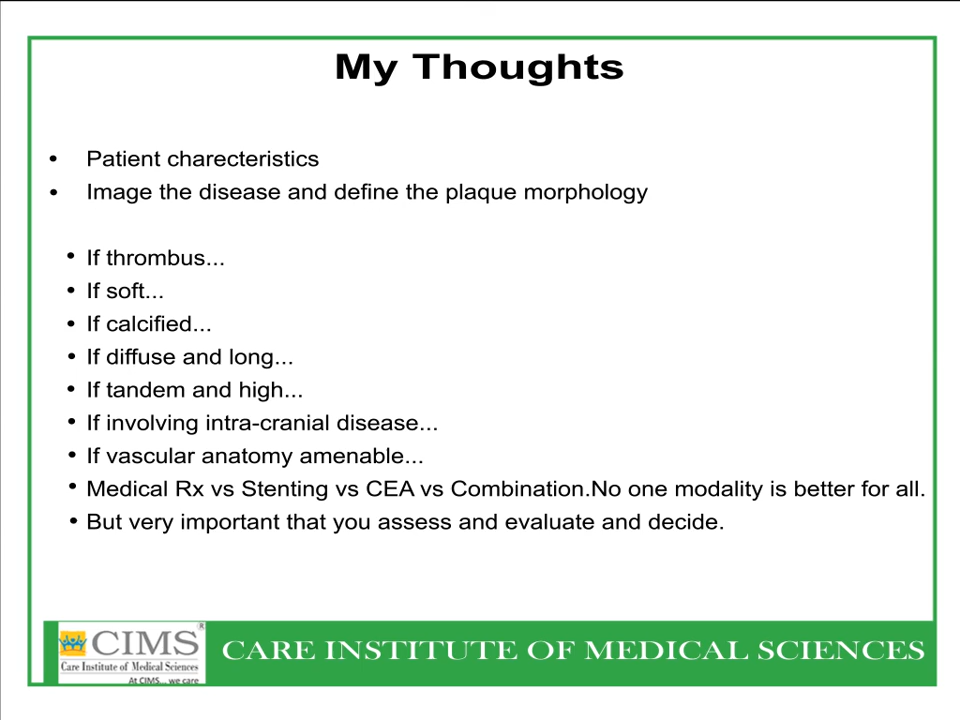 My Thoughts
• Patient charecteristics
• Image the disease and define the plaque morphology
• If thrombus...
• If soft...
• If calcified...
• If diffuse and long...
• If tandem and high...
• If involving intra-cranial disease...
• If vascular anatomy amenable...
• Medical Rx vs Stenting vs CEA vs Combination.No one modality is better for all.
• But very important that you assess and evaluate and decide.
CIMS®
Care Institute of Medical Sciences
At CIMS... we care
CARE INSTITUTE OF MEDICAL SCIENCES